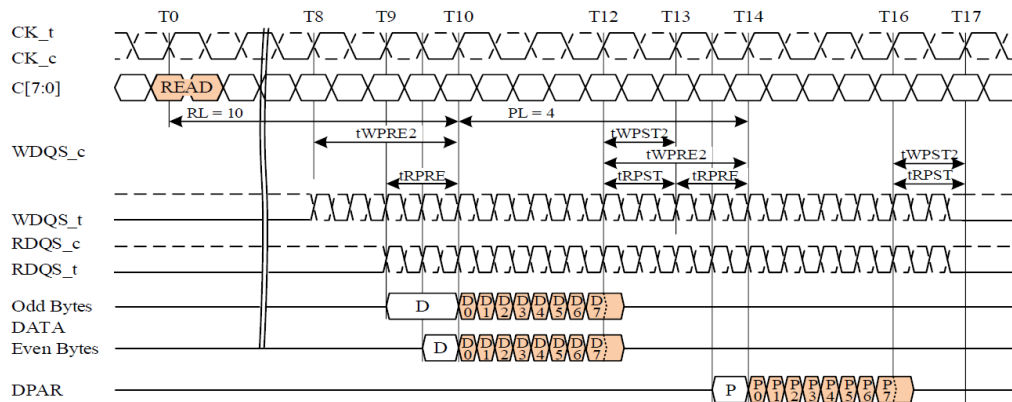 T0 T8 T9 T10 T12 T13 T14 T16 T17
CK_t
CK_c
C[7:0] READ
RL = 10 PL = 4
tWPRE2 tWPST2
WDQS_c tWPRE2 tWPST2
tRPRE tRPST tRPRE tRPST
WDQS_t
RDQS_c
RDQS_t
Odd Bytes D D0 D1 D2 D3 D4 D5 D6 D7
DATA
Even Bytes D D0 D1 D2 D3 D4 D5 D6 D7
DPAR P P0 P1 P2 P3 P4 P5 P6 P7